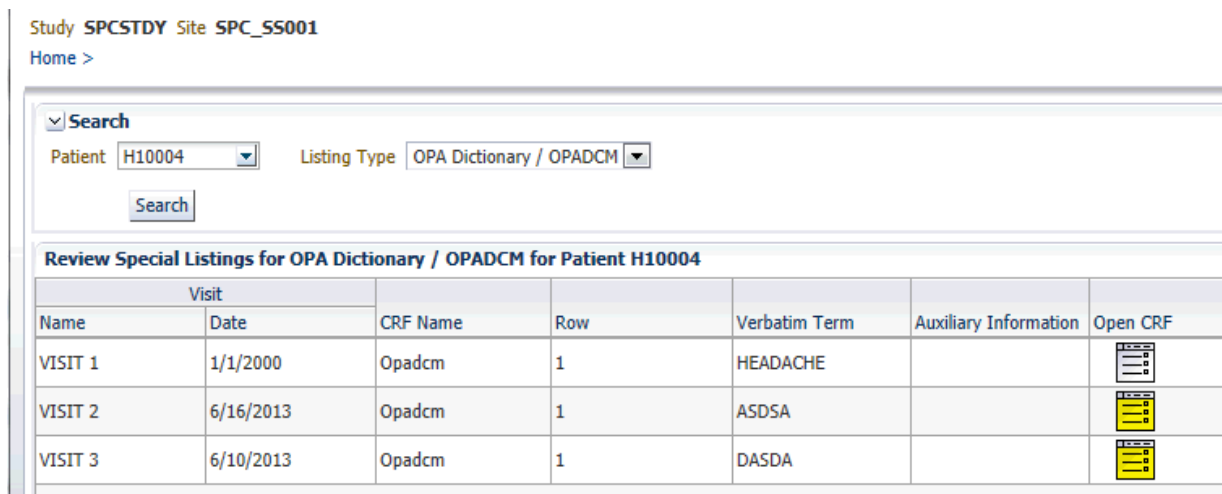 Study SPCSTDY Site SPC_SS001
Home >
Search
Patient H10004 Listing Type OPA Dictionary / OPADCM
Search
Review Special Listings for OPA Dictionary / OPADCM for Patient H10004
Visit
Name Date CRF Name Row Verbatim Term Auxiliary Information Open CRF
VISIT 1 1/1/2000 Opadcm 1 HEADACHE
VISIT 2 6/16/2013 Opadcm 1 ASDSA
VISIT 3 6/10/2013 Opadcm 1 DASDA